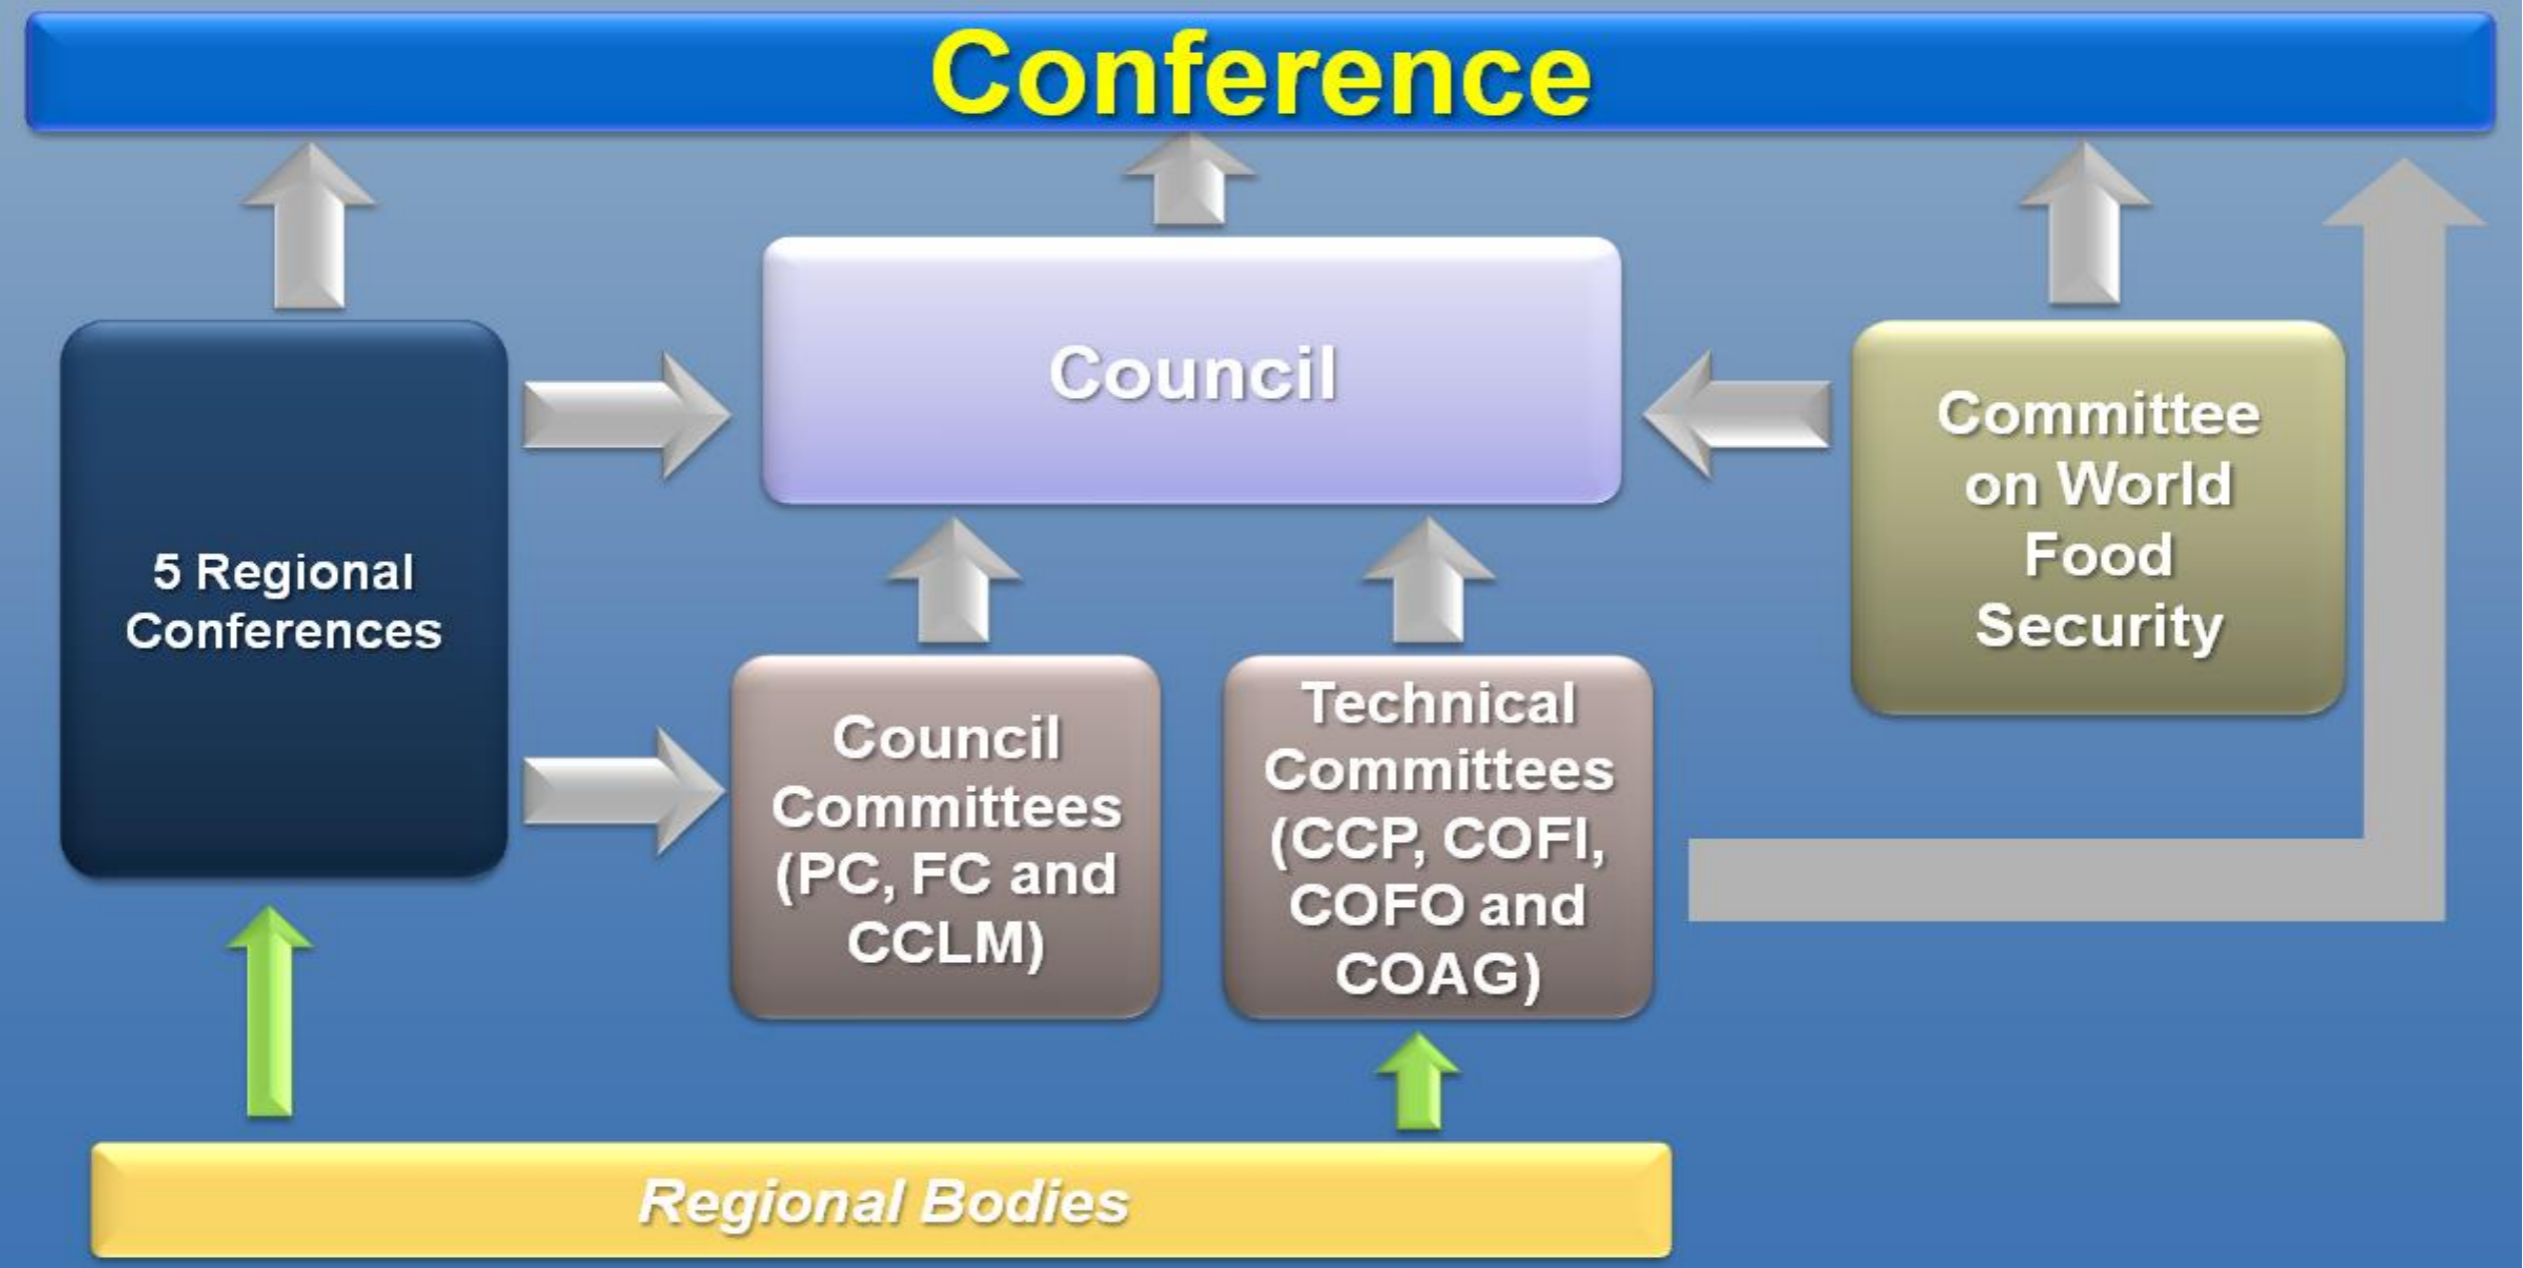 Conference
Council
5 Regional
Conferences
Committee
on World
Food
Security
Council
Committees
(PC, FC and
CCLM)
Technical
Committees
(CCP, COFI,
COFO and
COAG)
Regional Bodies